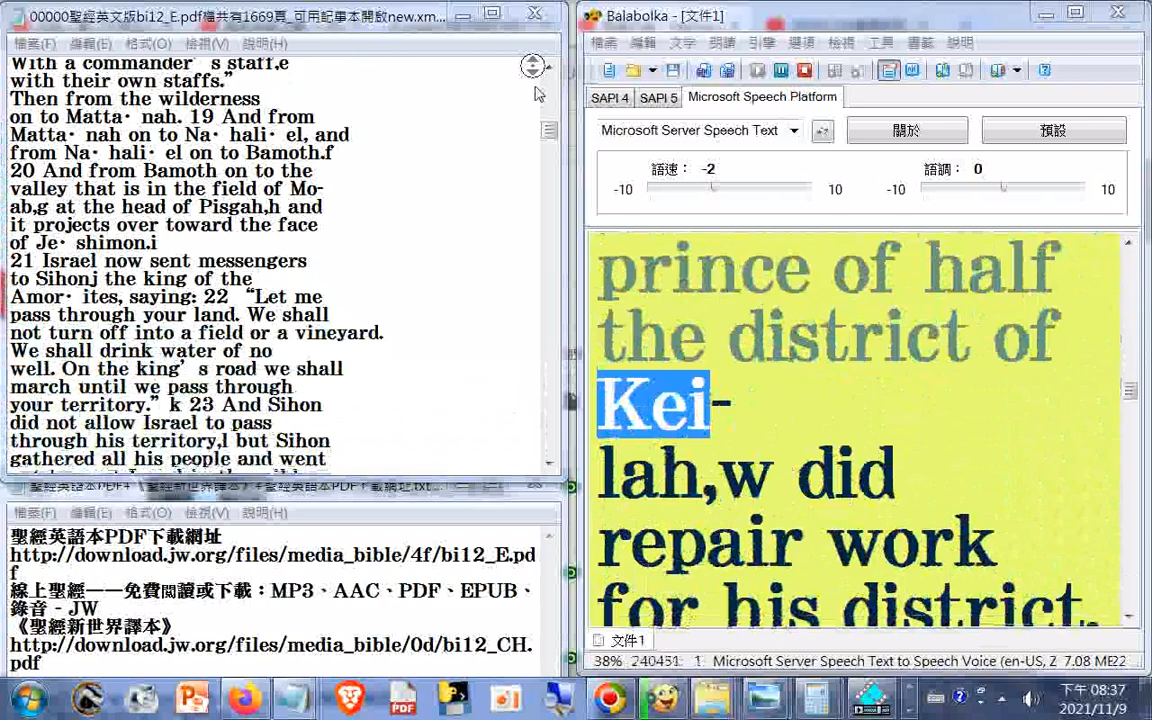 00000聖經英文版bi12_E.pdf檔共有1669頁_可用記事本開啟new.xm...
檔案(F) 編輯(E) 格式(O) 檢視(V) 說明(H)
With a commander’s staff,e
with their own staffs.”
Then from the wilderness
on to Matta·nah. 19 And from
Matta·nah on to Na·hali·el, and
from Na·hali·el on to Bamoth.f
20 And from Bamoth on to the
valley that is in the field of Mo-
ab,g at the head of Pisgah,h and
it projects over toward the face
of Je·shimon.i
21 Israel now sent messengers
to Sihonj the king of the
Amor·ites, saying: 22 “Let me
pass through your land. We shall
not turn off into a field or a vineyard.
We shall drink water of no
well. On the king’s road we shall
march until we pass through
your territory.”k 23 And Sihon
did not allow Israel to pass
through his territory,l but Sihon
gathered all his people and went
檔案(F) 編輯(E) 格式(O) 檢視(V) 說明(H)
聖經英語本PDF下載網址
http://download.jw.org/files/media_bible/4f/bi12_E.pd
f
線上聖經——免費閱讀或下載：MP3、AAC、PDF、EPUB、
錄音 - JW
《聖經新世界譯本》
http://download.jw.org/files/media_bible/0d/bi12_CH.
pdf
Balabolka - [文件1]
檔案 編輯 文字 朗讀 引擎 選項 檢視 工具 書籤 說明
SAPI 4 SAPI 5 Microsoft Speech Platform
Microsoft Server Speech Text 關於 預設
語速： -2 語調： 0
-10 10 -10 10
prince of half
the district of
Kei-
lah,w did
repair work
for his district.
文件1
38% 240451: 1 Microsoft Server Speech Text to Speech Voice (en-US, Z 7.08 ME22
下午 08:37
2021/11/9